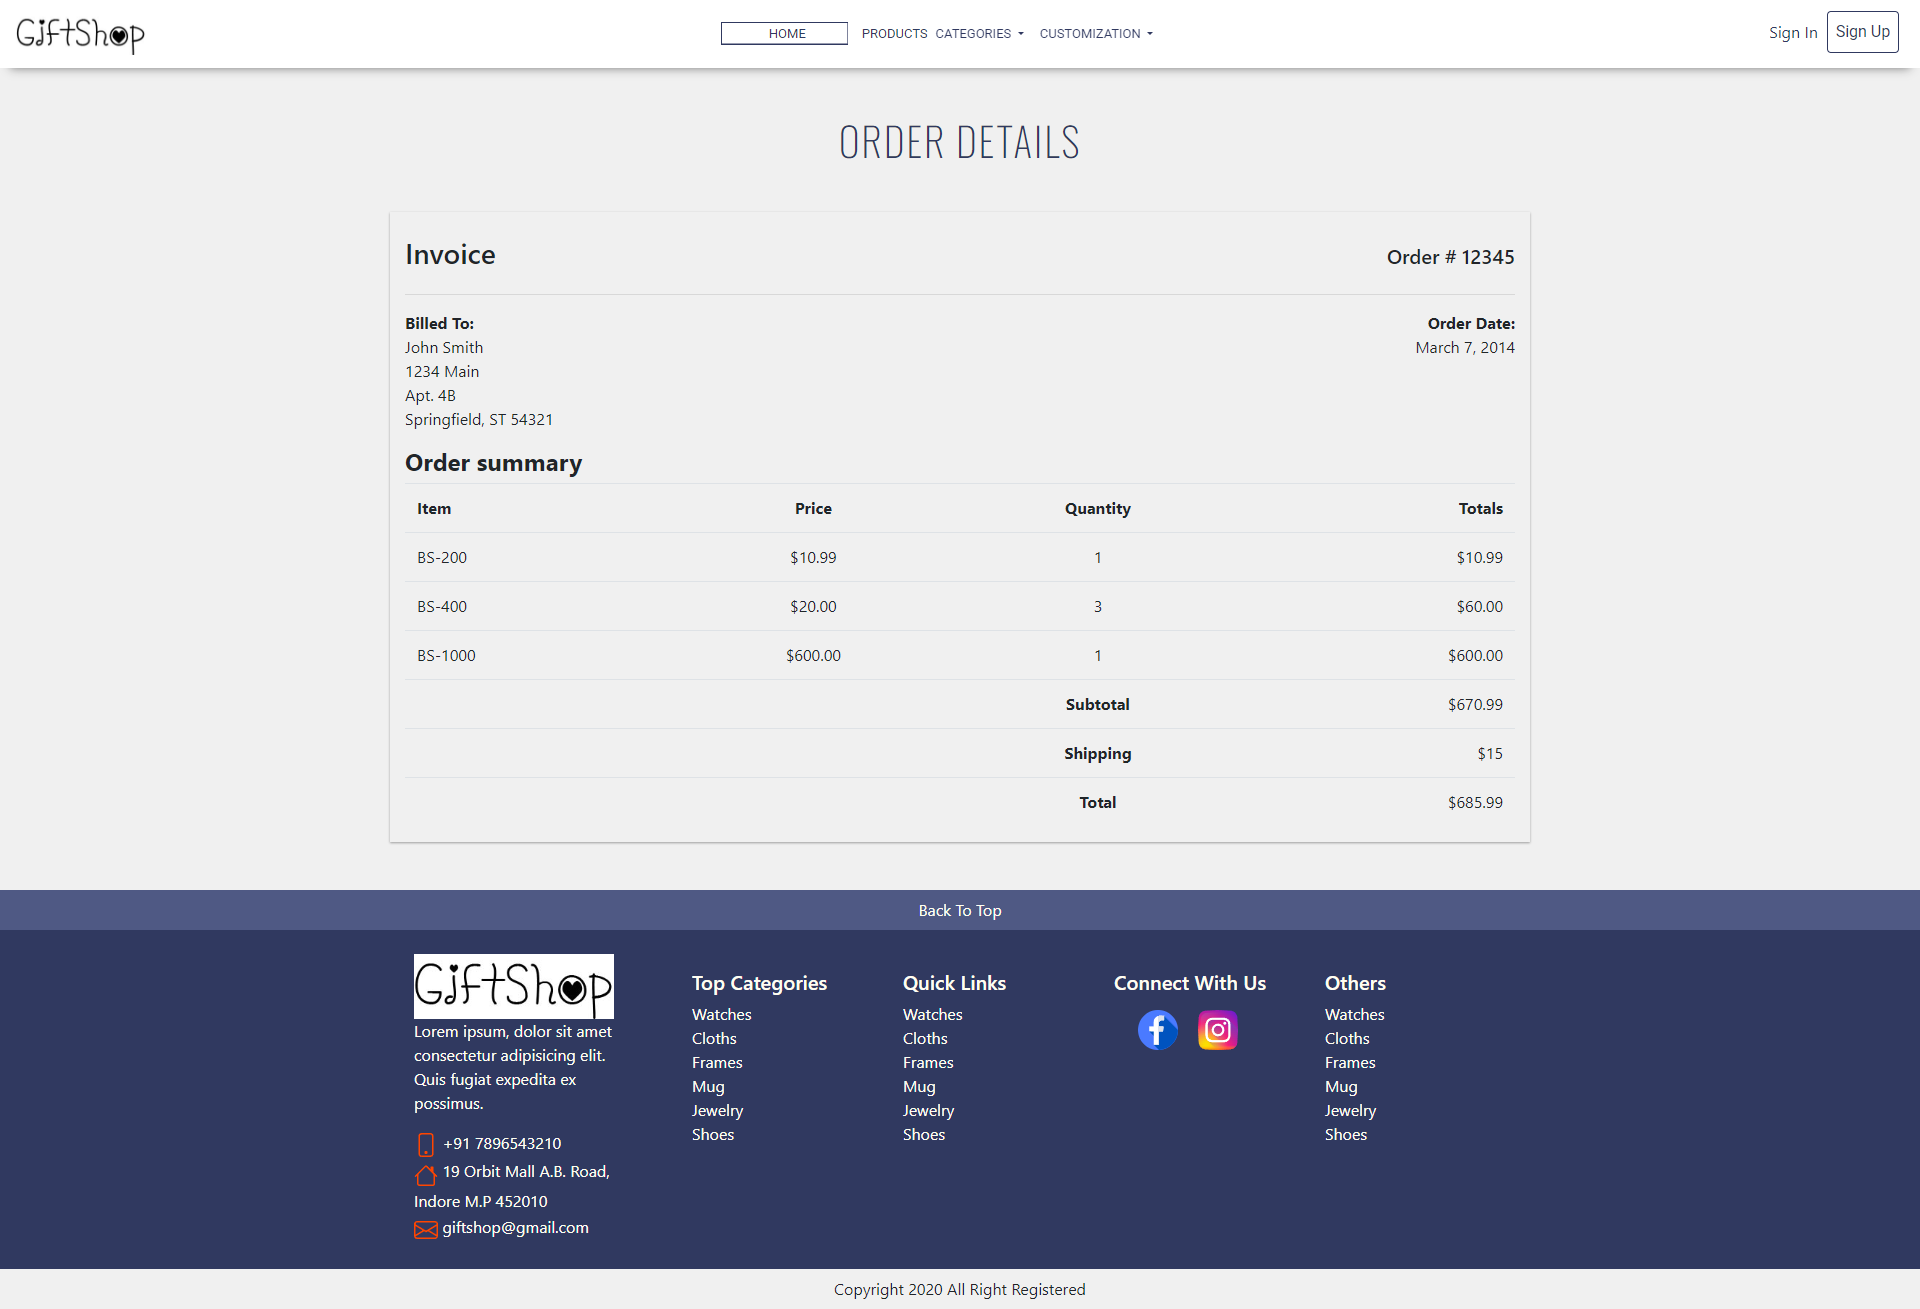 GiftShop
HOME PRODUCTS CATEGORIES CUSTOMIZATION
Sign In Sign Up
ORDER DETAILS
Invoice
Order # 12345
Billed To:
John Smith
1234 Main
Apt. 4B
Springfield, ST 54321
Order Date:
March 7, 2014
Order summary
Item Price Quantity Totals
BS-200 $10.99 1 $10.99
BS-400 $20.00 3 $60.00
BS-1000 $600.00 1 $600.00
Subtotal $670.99
Shipping $15
Total $685.99
Back To Top
GiftShop
Lorem ipsum, dolor sit amet
consectetur adipisicing elit.
Quis fugiat expedita ex
possimus.
+91 7896543210
19 Orbit Mall A.B. Road,
Indore M.P 452010
giftshop@gmail.com
Top Categories
Watches
Cloths
Frames
Mug
Jewelry
Shoes
Quick Links
Watches
Cloths
Frames
Mug
Jewelry
Shoes
Connect With Us
Others
Watches
Cloths
Frames
Mug
Jewelry
Shoes
Copyright 2020 All Right Registered